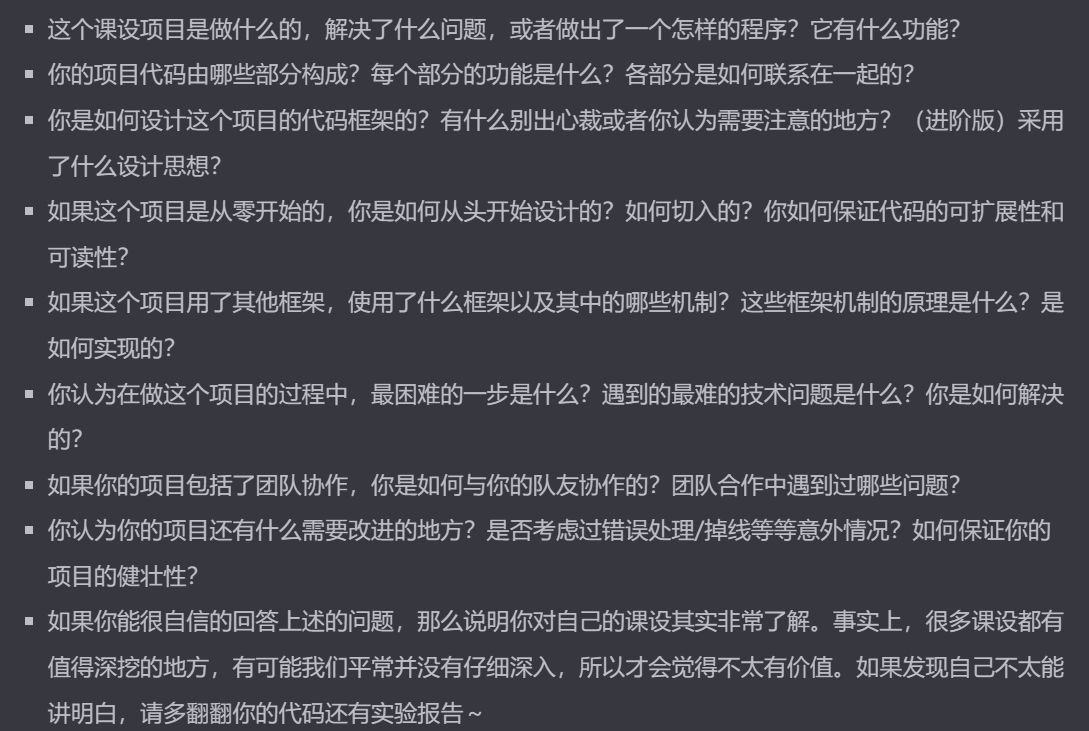 这个课设项目是做什么的，解决了什么问题，或者做出了一个怎样的程序？它有什么功能？
你的项目代码由哪些部分构成？每个部分的功能是什么？各部分是如何联系在一起的？
你是如何设计这个项目的代码框架的？有什么别出心裁或者你认为需要注意的地方？（进阶版）采用
了什么设计思想？
如果这个项目是从零开始的，你是如何从头开始设计的？如何切入的？你如何保证代码的可扩展性和
可读性？
如果这个项目用了其他框架，使用了什么框架以及其中的哪些机制？这些框架机制的原理是什么？是
如何实现的？
你认为在做这个项目的过程中，最困难的一步是什么？遇到的最难的技术问题是什么？你是如何解决
的？
如果你的项目包括了团队协作，你是如何与你的队友协作的？团队合作中遇到过哪些问题？
你认为你的项目还有什么需要改进的地方？是否考虑过错误处理/掉线等等意外情况？如何保证你的
项目的健壮性？
如果你能很自信的回答上述的问题，那么说明你对自己的课设其实非常了解。事实上，很多课设都有
值得深挖的地方，有可能我们平常并没有仔细深入，所以才会觉得不太有价值。如果发现自己不太能
讲明白，请多翻翻你的代码还有实验报告～